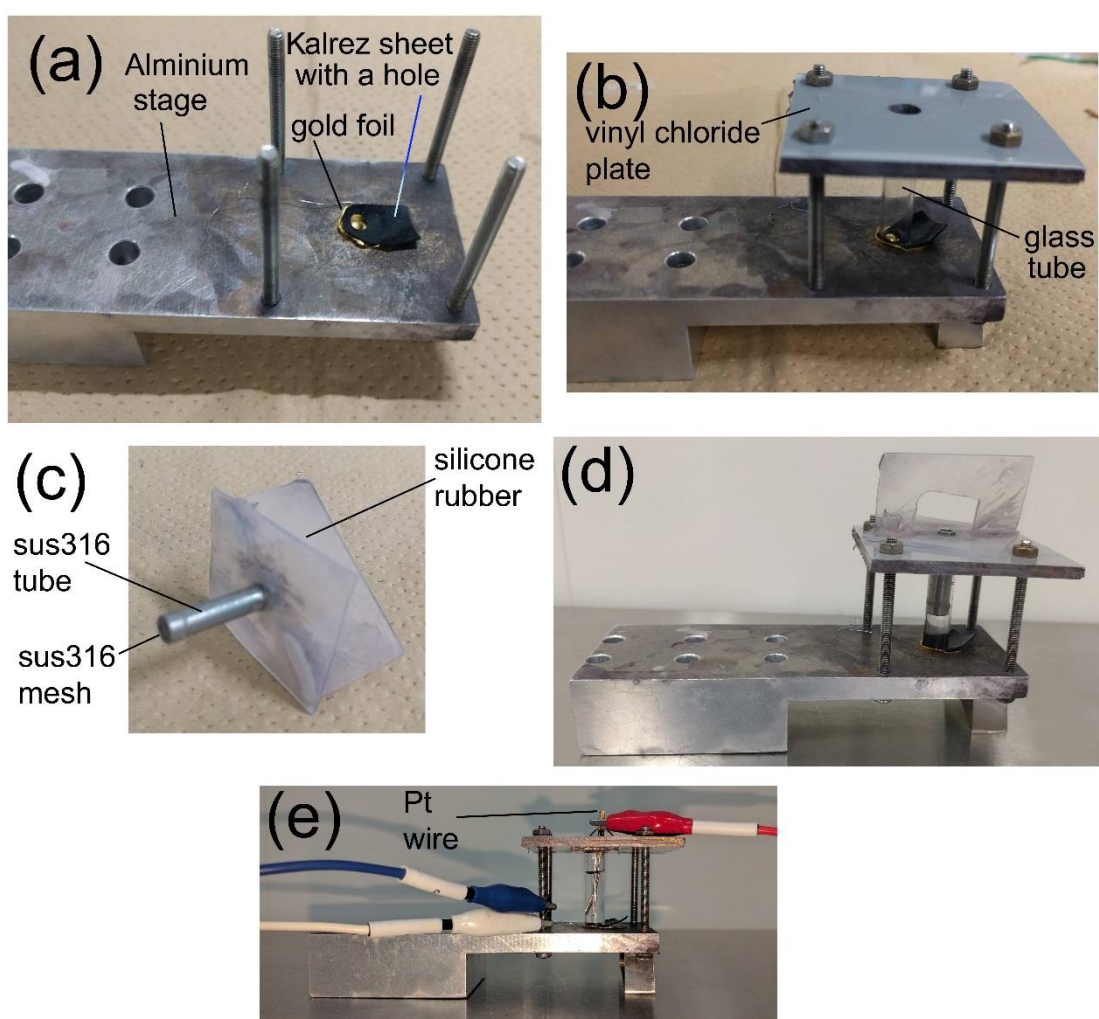 (a)
Alminium
stage
Kalrez sheet
with a hole
gold foil
(b)
vinyl chloride
plate
glass
tube
(c)
silicone
rubber
sus316
tube
sus316
mesh
(d)
(e)
Pt
wire